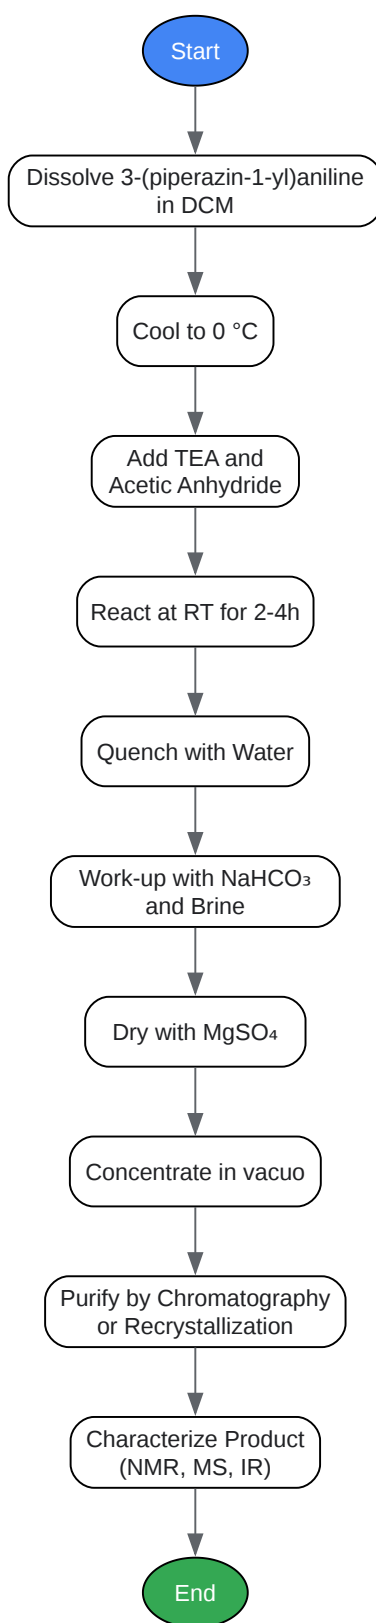 Start
Dissolve 3-(piperazin-1-yl)aniline
in DCM
Cool to 0 °C
Add TEA and
Acetic Anhydride
React at RT for 2-4h
Quench with Water
Work-up with NaHCO₃
and Brine
Dry with MgSO₄
Concentrate in vacuo
Purify by Chromatography
or Recrystallization
Characterize Product
(NMR, MS, IR)
End